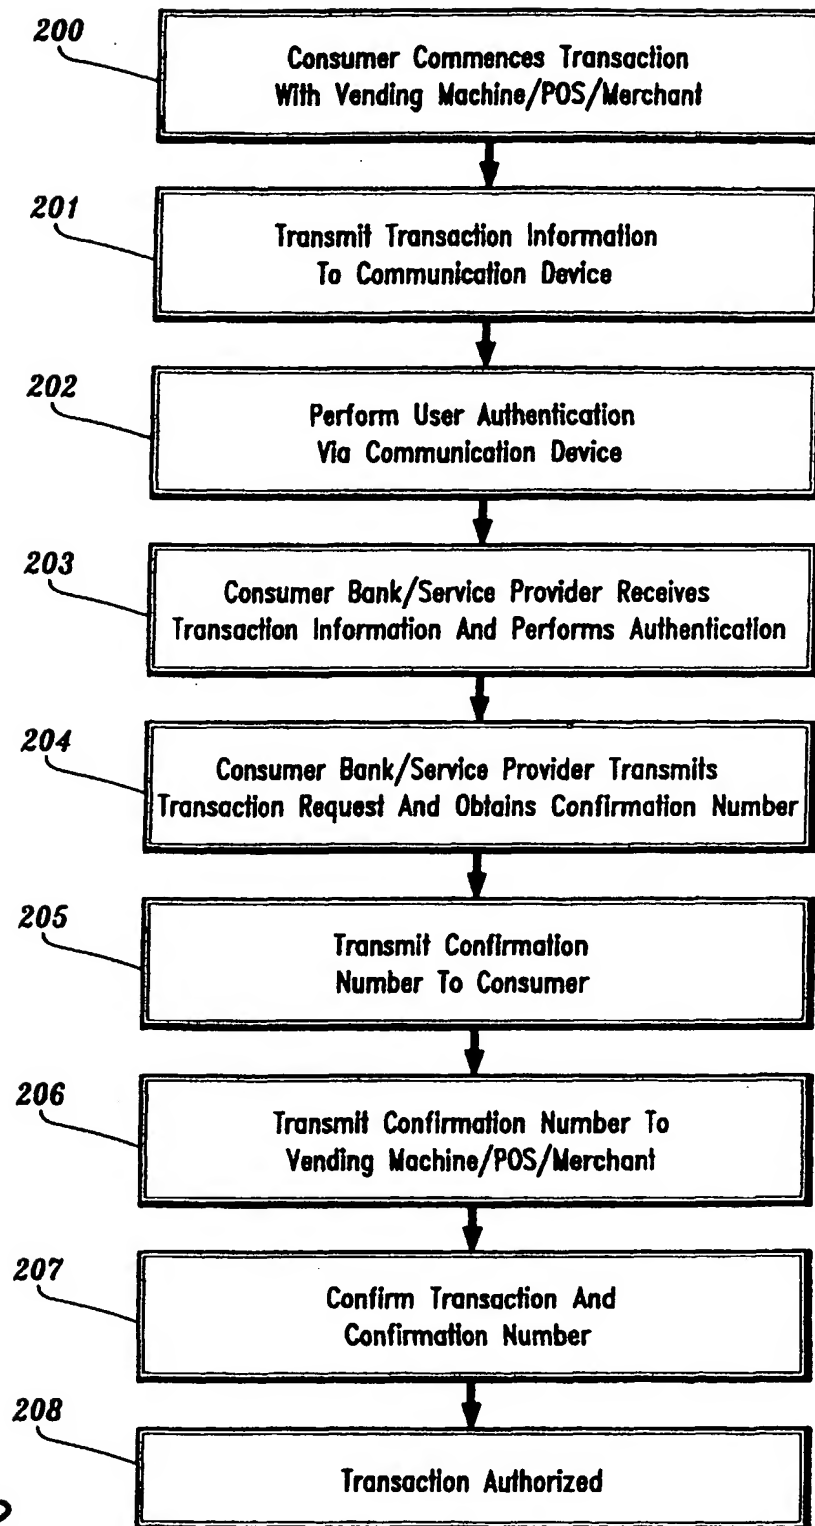 200
Consumer Commences Transaction
With Vending Machine/POS/Merchant
201
Transmit Transaction Information
To Communication Device
202
Perform User Authentication
Via Communication Device
203
Consumer Bank/Service Provider Receives
Transaction Information And Performs Authentication
204
Consumer Bank/Service Provider Transmits
Transaction Request And Obtains Confirmation Number
205
Transmit Confirmation
Number To Consumer
206
Transmit Confirmation Number To
Vending Machine/POS/Merchant
207
Confirm Transaction And
Confirmation Number
208
Transaction Authorized